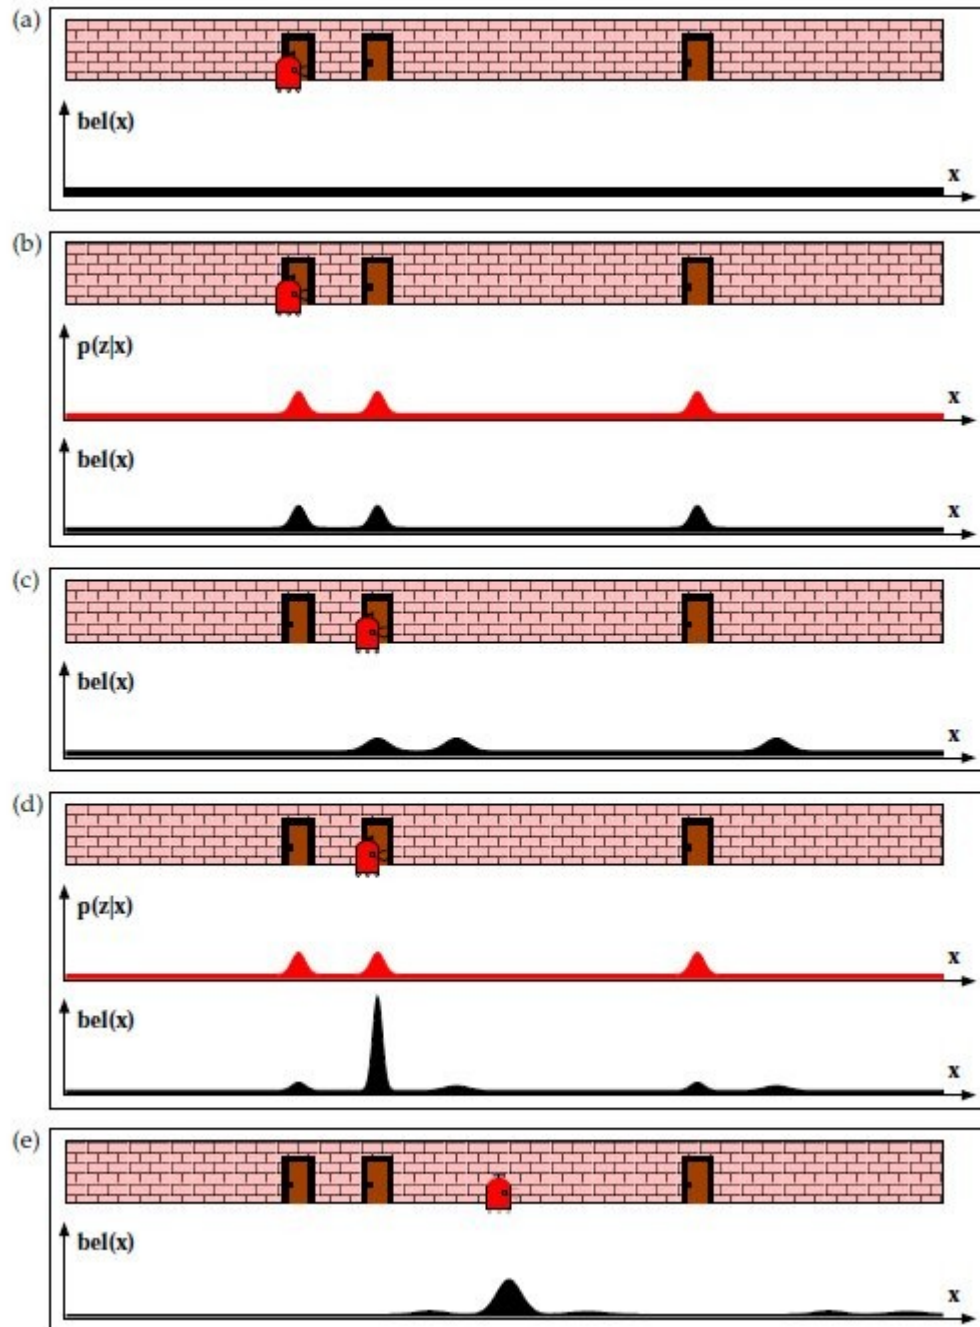 (a)
bel(x)
x
(b)
p(z|x)
x
bel(x)
x
(c)
bel(x)
x
(d)
p(z|x)
x
bel(x)
x
(e)
bel(x)
x